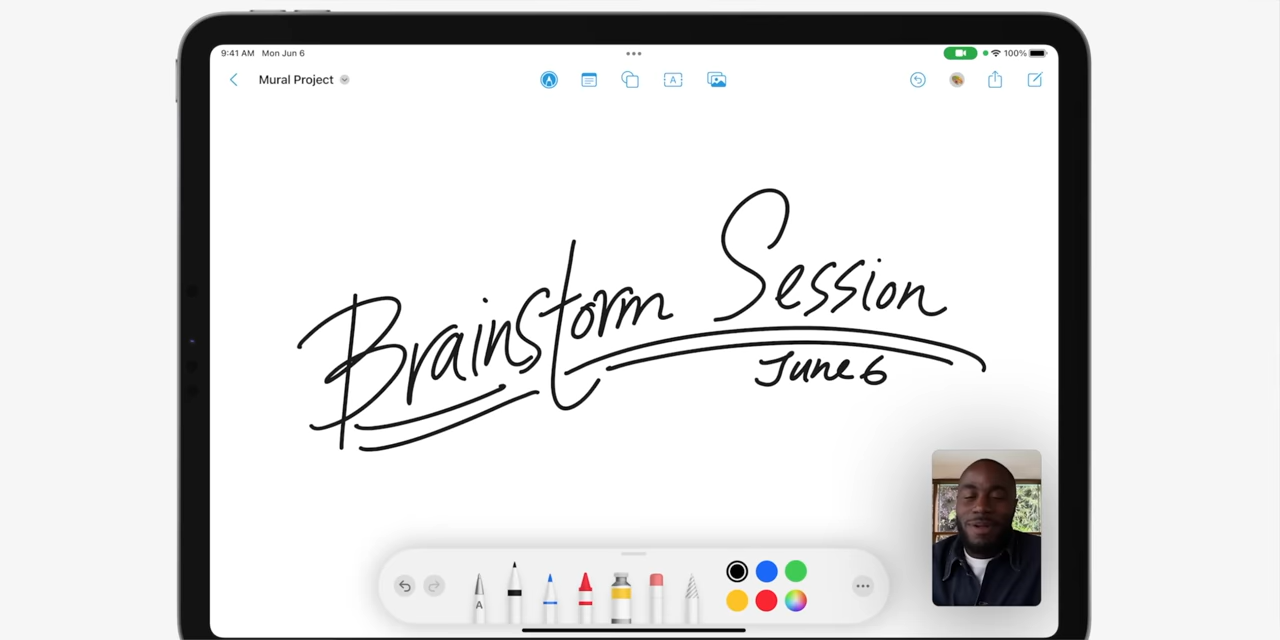 9:41 AM Mon Jun 6
100%
Mural Project
A
Brainstorm Session
June 6
A